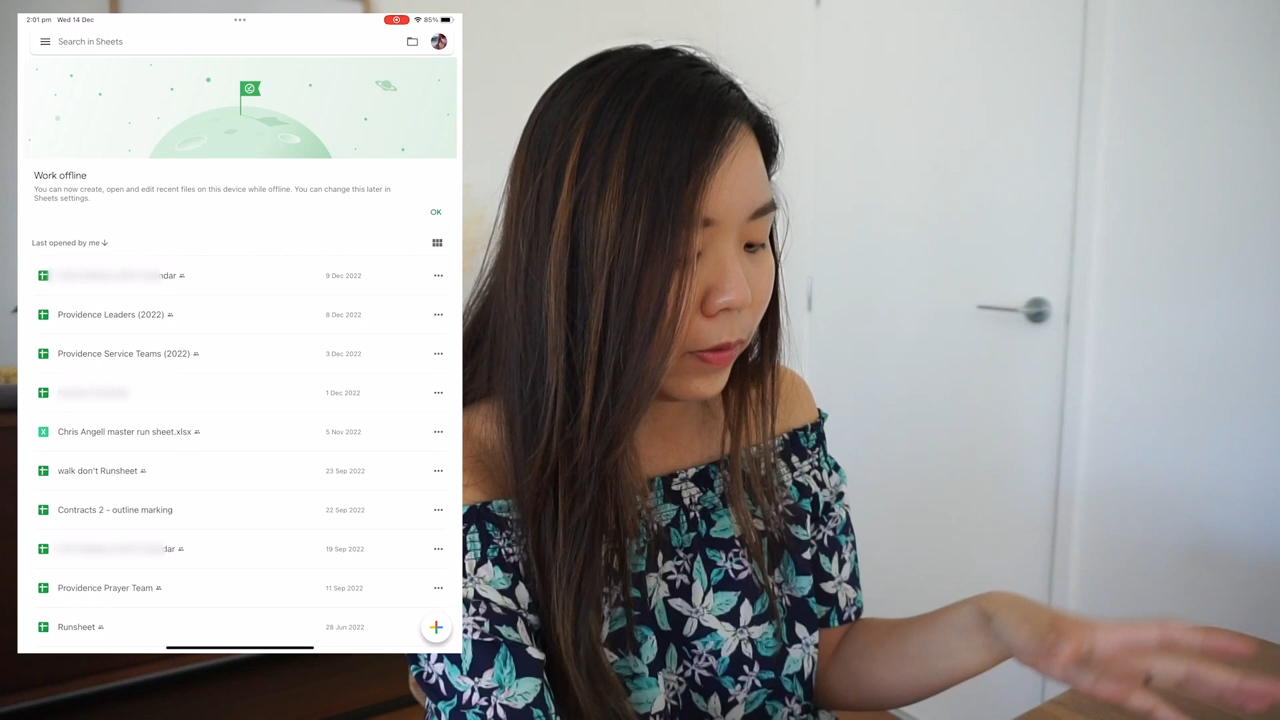 2:01 pm Wed 14 Dec
85%
Search in Sheets
Work offline
You can now create, open and edit recent files on this device while offline. You can change this later in
Sheets settings.
OK
Last opened by me
9 Dec 2022
Providence Leaders (2022) 8 Dec 2022
Providence Service Teams (2022) 3 Dec 2022
1 Dec 2022
X Chris Angell master run sheet.xlsx 5 Nov 2022
walk don't Runsheet 23 Sep 2022
Contracts 2 - outline marking 22 Sep 2022
19 Sep 2022
Providence Prayer Team 11 Sep 2022
Runsheet 28 Jun 2022